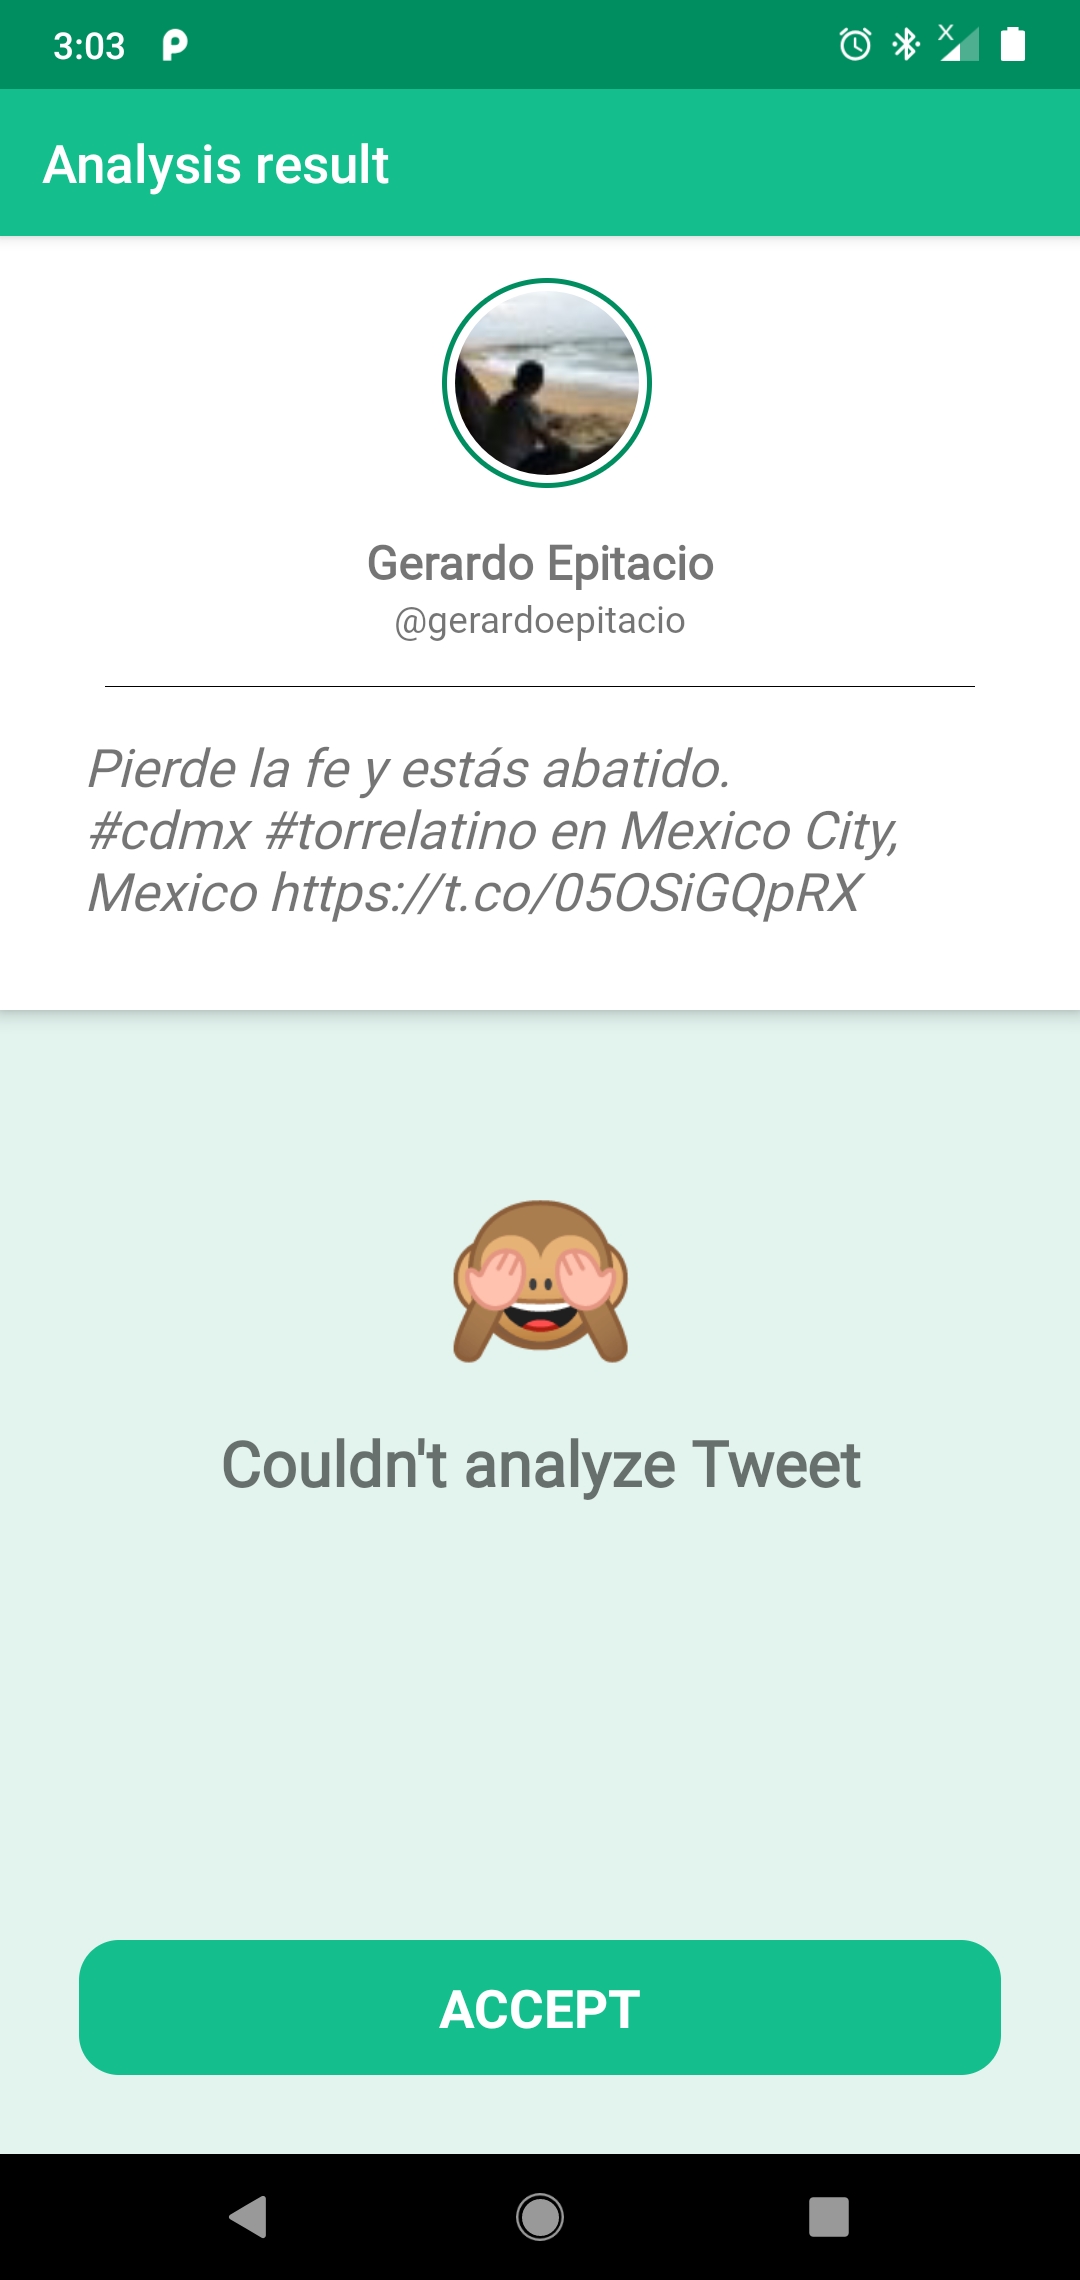 3:03
Analysis result
Gerardo Epitacio
@gerardoepitacio
Pierde la fe y estás abatido.
#cdmx #torrelatino en Mexico City,
Mexico https://t.co/05OSiGQpRX
Couldn't analyze Tweet
ACCEPT